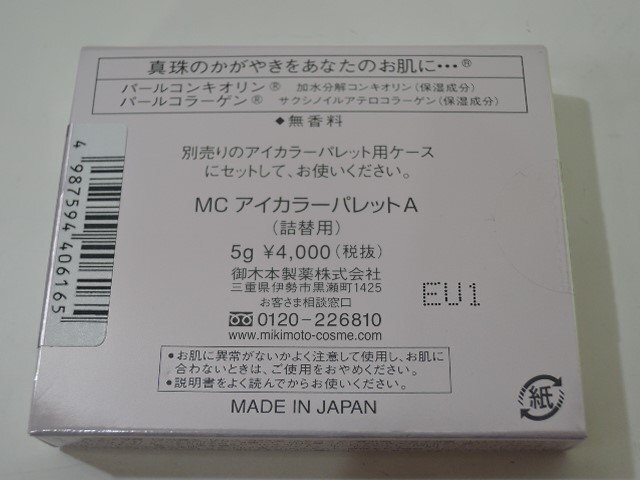 真珠のかがやきをあなたのお肌に…®
パールコンキオリン® 加水分解コンキオリン(保湿成分)
パールコラーゲン® サクシノイルアテロコラーゲン(保湿成分)
◆無香料
別売りのアイカラーパレット用ケース
にセットして、お使いください。
MC アイカラーパレットA
(詰替用)
5g ¥4,000(税抜)
御木本製薬株式会社
三重県伊勢市黒瀬町1425
お客さま相談窓口
0120-226810
www.mikimoto-cosme.com
●お肌に異常がないかよく注意して使用し、お肌に
合わないときは、ご使用をおやめください。
●説明書をよく読んでからお使いください。
MADE IN JAPAN
4987594406165
EU1
紙